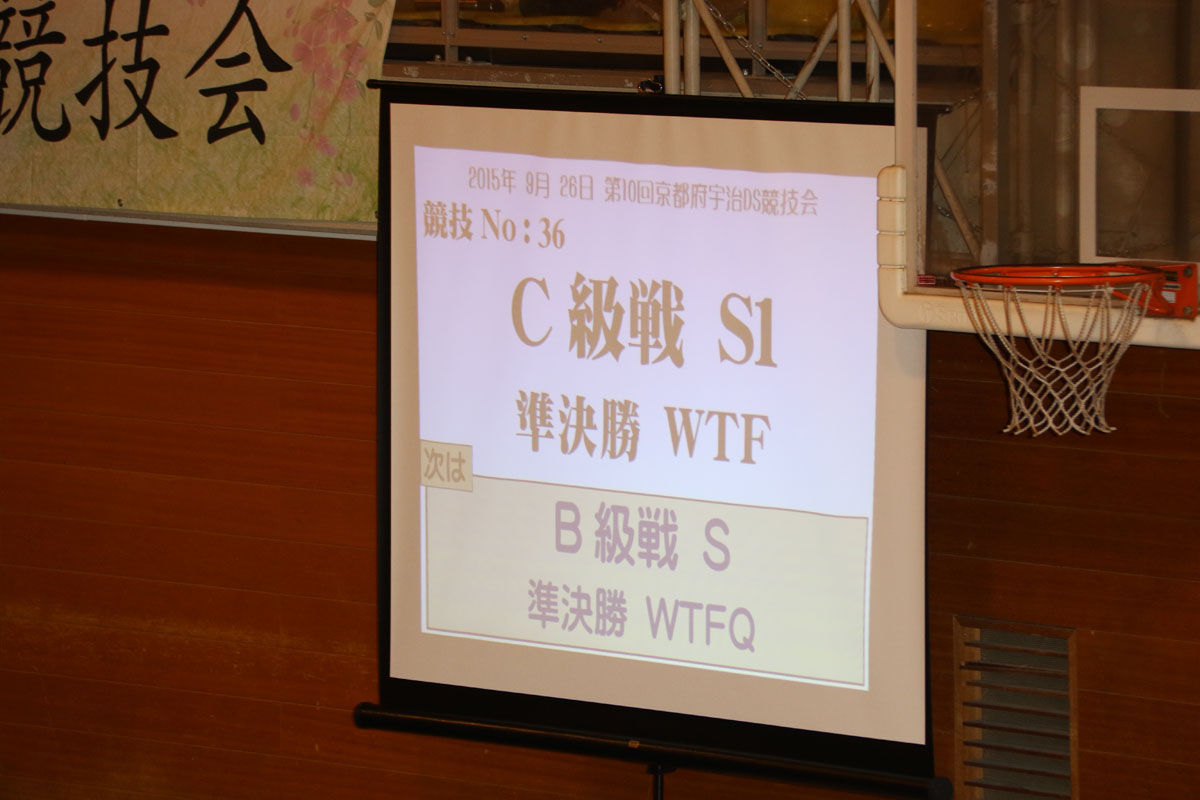 競技会
2015年 9月 26日 第10回京都府宇治DS競技会
競技 No：36
C 級戦 S1
準決勝 WTF
次は
B 級戦 S
準決勝 WTFQ